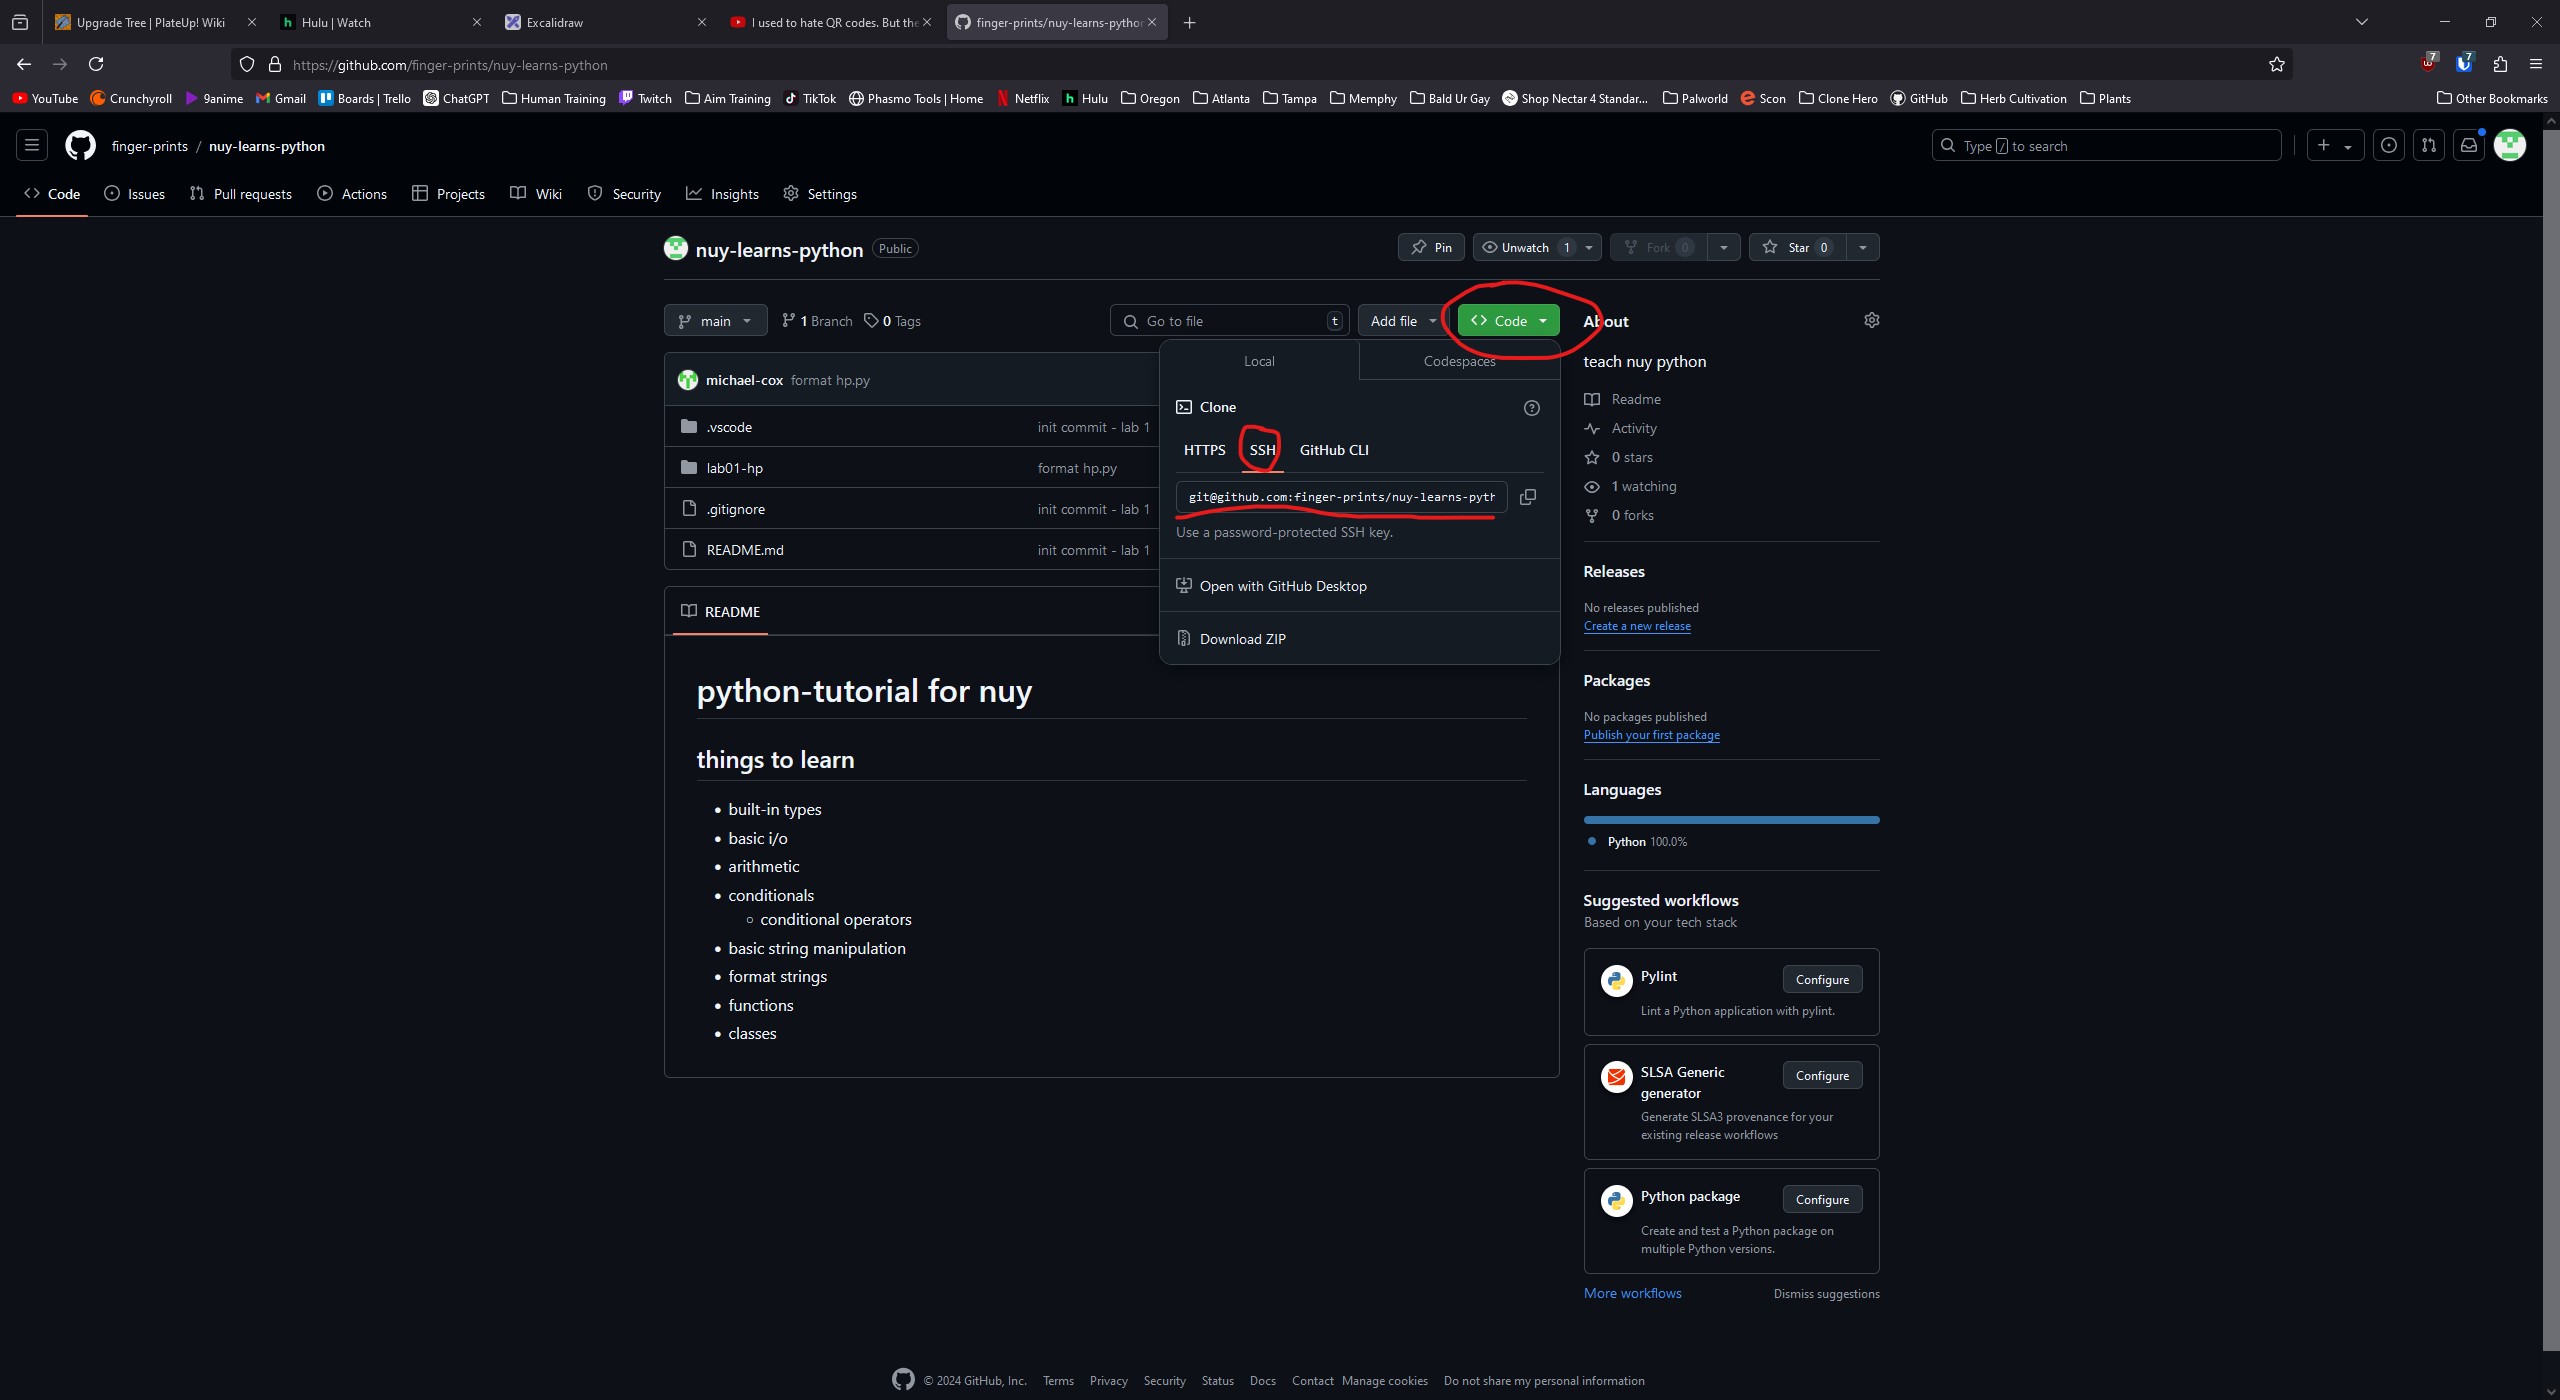 Upgrade Tree | PlateUp! Wiki
Hulu | Watch
Excalidraw
I used to hate QR codes. But the
finger-prints/nuy-learns-python
https://github.com/finger-prints/nuy-learns-python
7
7
YouTube Crunchyroll 9anime Gmail Boards | Trello ChatGPT Human Training Twitch Aim Training TikTok Phasmo Tools | Home Netflix Hulu Oregon Atlanta Tampa Memphy Bald Ur Gay Shop Nectar 4 Standar... Palworld Scon Clone Hero GitHub Herb Cultivation Plants Other Bookmarks
finger-prints / nuy-learns-python
Type / to search
Code Issues Pull requests Actions Projects Wiki Security Insights Settings
nuy-learns-python Public
Pin Unwatch 1 Fork 0 Star 0
main 1 Branch 0 Tags
Go to file t Add file Code
Local Codespaces
michael-cox format hp.py
.vscode init commit - lab 1
lab01-hp format hp.py
.gitignore init commit - lab 1
README.md init commit - lab 1
Clone
HTTPS SSH GitHub CLI
git@github.com:finger-prints/nuy-learns-pyth
Use a password-protected SSH key.
Open with GitHub Desktop
Download ZIP
README
python-tutorial for nuy
things to learn
• built-in types
• basic i/o
• arithmetic
• conditionals
◦ conditional operators
• basic string manipulation
• format strings
• functions
• classes
About
teach nuy python
Readme
Activity
0 stars
1 watching
0 forks
Releases
No releases published
Create a new release
Packages
No packages published
Publish your first package
Languages
Python 100.0%
Suggested workflows
Based on your tech stack
Pylint Configure
Lint a Python application with pylint.
SLSA Generic
generator
Configure
Generate SLSA3 provenance for your
existing release workflows
Python package Configure
Create and test a Python package on
multiple Python versions.
More workflows Dismiss suggestions
© 2024 GitHub, Inc. Terms Privacy Security Status Docs Contact Manage cookies Do not share my personal information